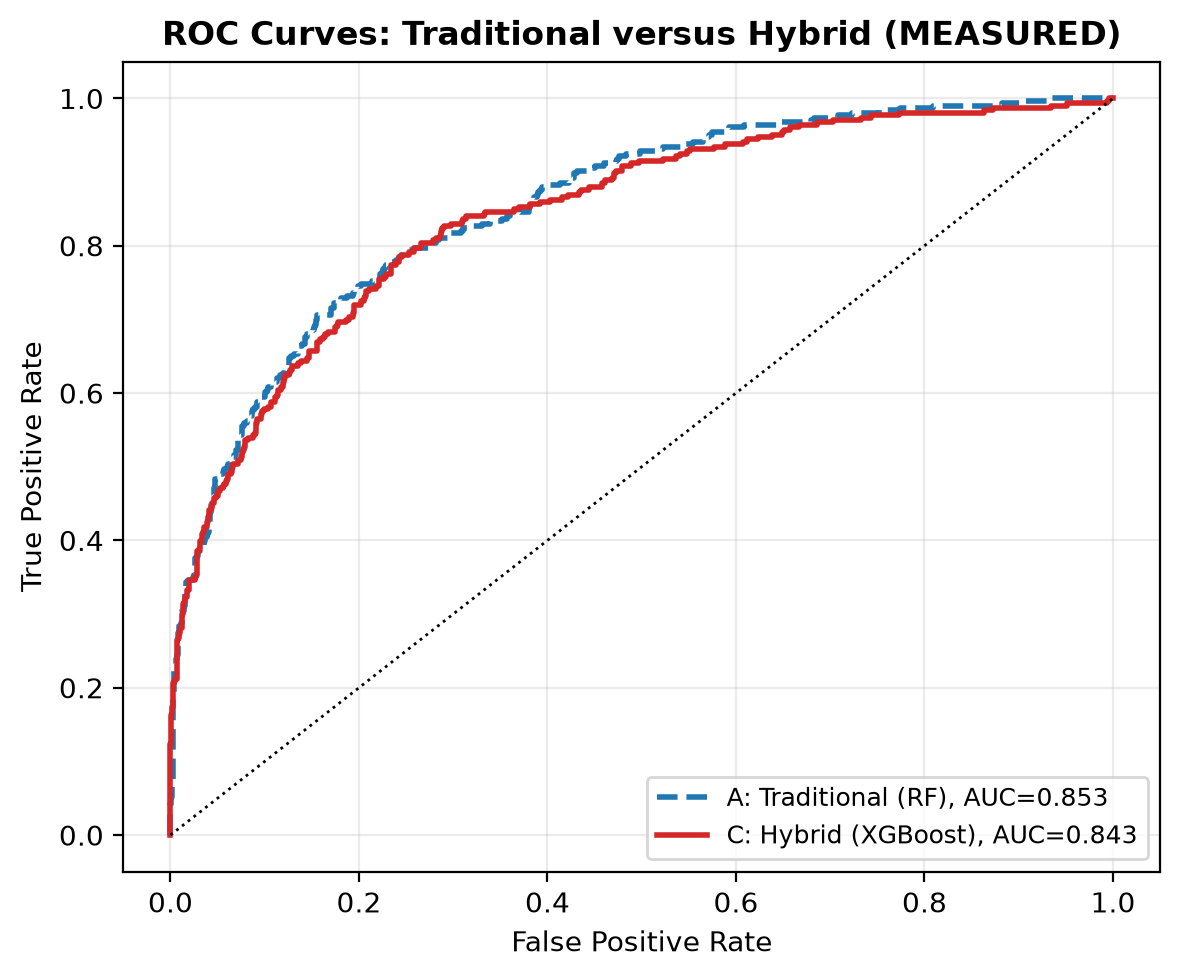 ROC Curves: Traditional versus Hybrid (MEASURED)
1.0
0.8
0.6
0.4
0.2
0.0
True Positive Rate
A: Traditional (RF), AUC=0.853
C: Hybrid (XGBoost), AUC=0.843
0.0 0.2 0.4 0.6 0.8 1.0
False Positive Rate